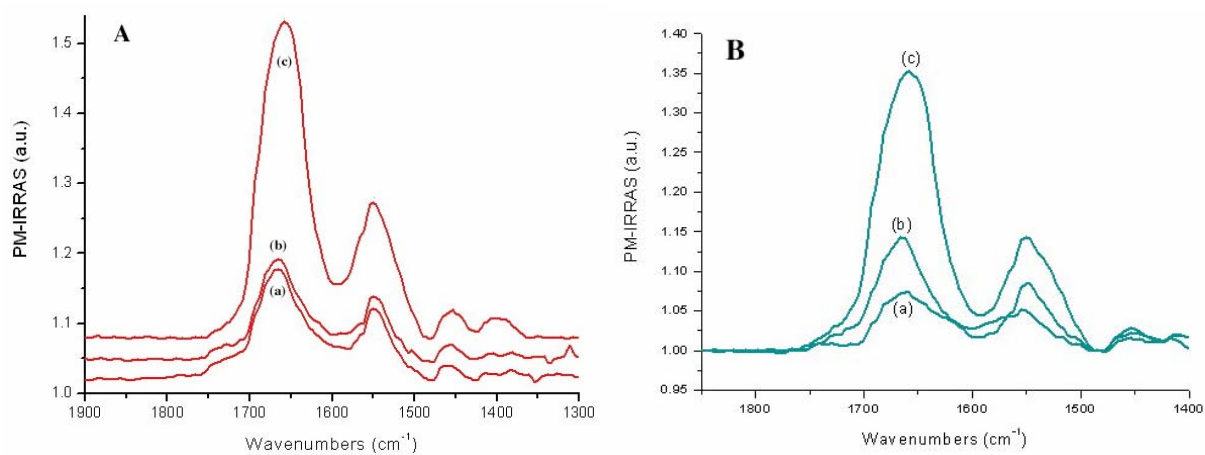 A
1.5
1.4
1.3
1.2
1.1
1.0
PM-IRRAS (a.u.)
(c)
(b)
(a)
1900 1800 1700 1600 1500 1400 1300
Wavenumbers (cm⁻¹)
B
1.40
1.35
1.30
1.25
1.20
1.15
1.10
1.05
1.00
0.95
PM-IRRAS (a.u.)
(c)
(b)
(a)
1800 1700 1600 1500 1400
Wavenumbers (cm⁻¹)